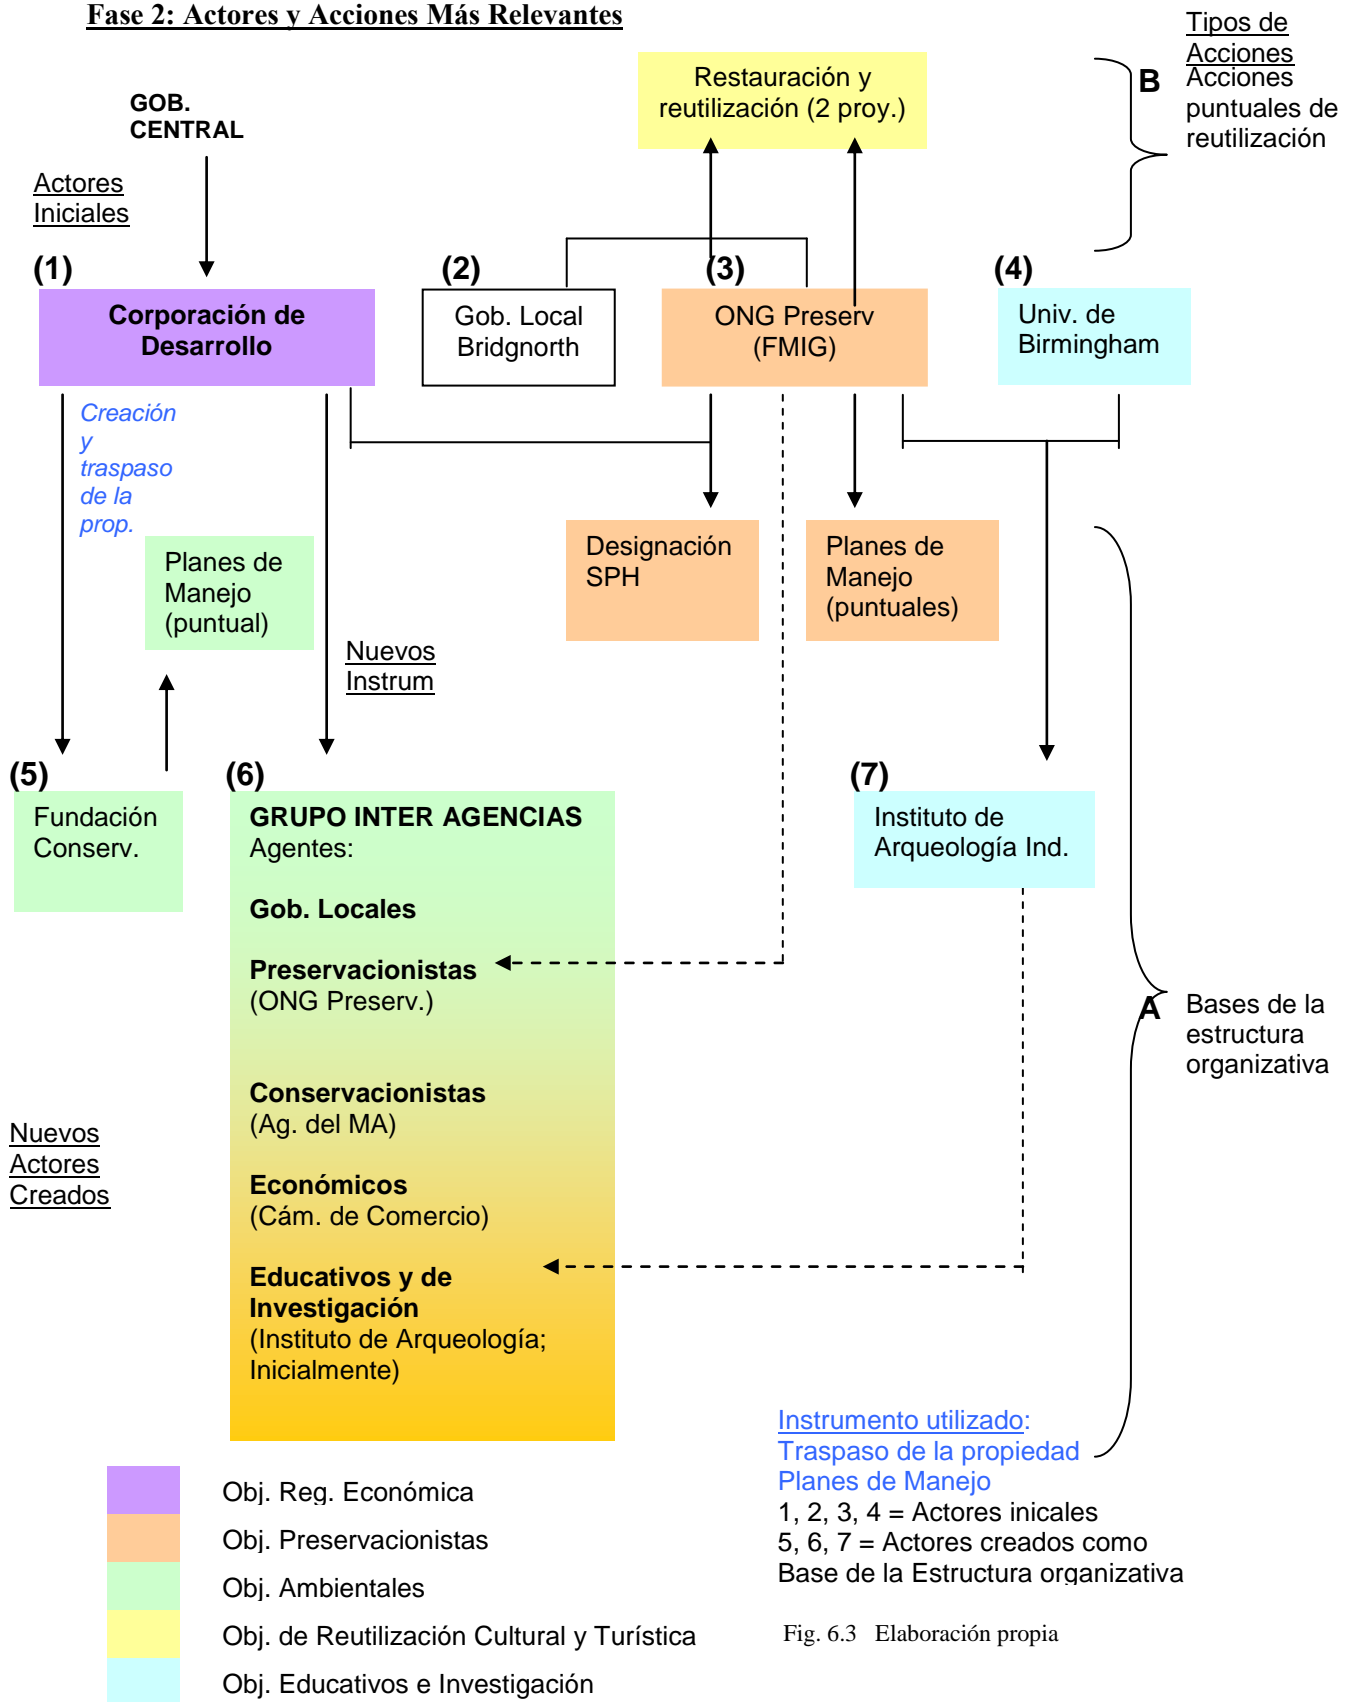 Fase 2: Actores y Acciones Más Relevantes
Tipos de
Acciones
B
Acciones
puntuales de
reutilización
Restauración y
reutilización (2 proy.)
GOB.
CENTRAL
Actores
Iniciales
(1)
(2)
(3)
(4)
Corporación de
Desarrollo
Gob. Local
Bridgnorth
ONG Preserv
(FMIG)
Univ. de
Birmingham
Creación
y
traspaso
de la
prop.
Planes de
Manejo
(puntual)
Designación
SPH
Planes de
Manejo
(puntuales)
Nuevos
Instrum
(5)
(6)
(7)
Fundación
Conserv.
GRUPO INTER AGENCIAS
Agentes:
Gob. Locales
Preservacionistas
(ONG Preserv.)
Conservacionistas
(Ag. del MA)
Económicos
(Cám. de Comercio)
Educativos y de
Investigación
(Instituto de Arqueología;
Inicialmente)
Instituto de
Arqueología Ind.
A
Bases de la
estructura
organizativa
Nuevos
Actores
Creados
Instrumento utilizado:
Traspaso de la propiedad
Planes de Manejo
1, 2, 3, 4 = Actores inicales
5, 6, 7 = Actores creados como
Base de la Estructura organizativa
Obj. Reg. Económica
Obj. Preservacionistas
Obj. Ambientales
Obj. de Reutilización Cultural y Turística
Obj. Educativos e Investigación
Fig. 6.3 Elaboración propia